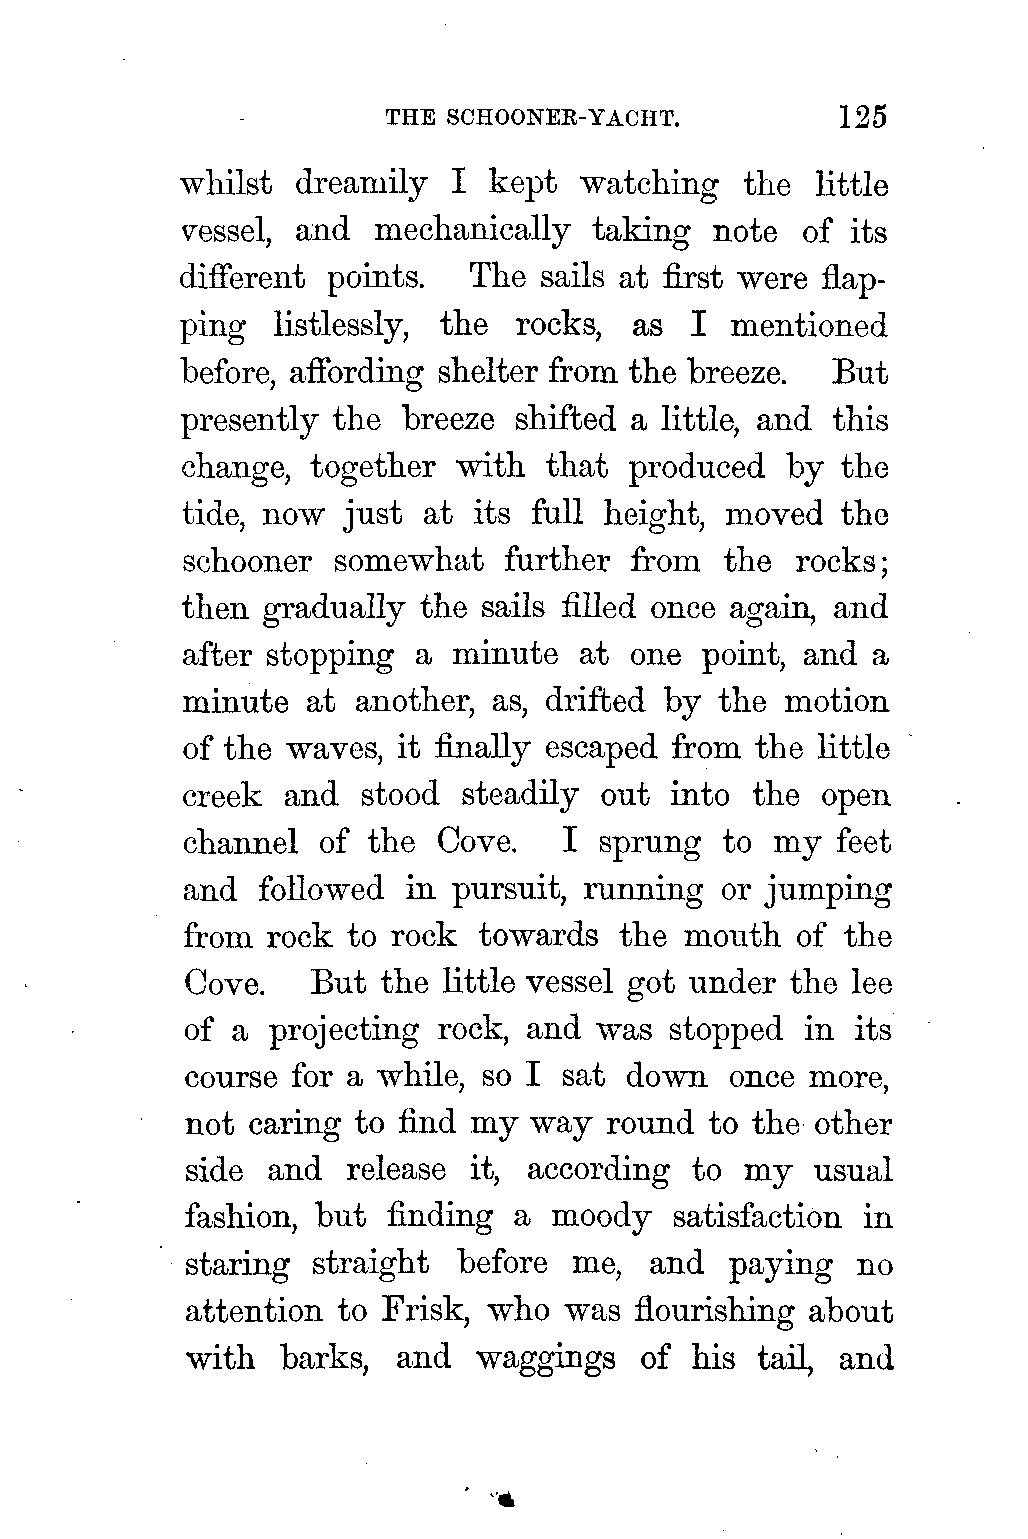 THE SCHOONER-YACHT. 125
whilst dreamily I kept watching the little
vessel, and mechanically taking note of its
different points. The sails at first were flap-
ping listlessly, the rocks, as I mentioned
before, affording shelter from the breeze. But
presently the breeze shifted a little, and this
change, together with that produced by the
tide, now just at its full height, moved the
schooner somewhat further from the rocks;
then gradually the sails filled once again, and
after stopping a minute at one point, and a
minute at another, as, drifted by the motion
of the waves, it finally escaped from the little
creek and stood steadily out into the open
channel of the Cove. I sprung to my feet
and followed in pursuit, running or jumping
from rock to rock towards the mouth of the
Cove. But the little vessel got under the lee
of a projecting rock, and was stopped in its
course for a while, so I sat down once more,
not caring to find my way round to the other
side and release it, according to my usual
fashion, but finding a moody satisfaction in
staring straight before me, and paying no
attention to Frisk, who was flourishing about
with barks, and waggings of his tail, and